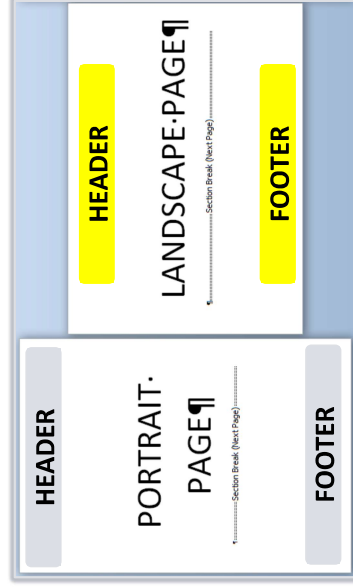 HEADER
PORTRAIT·
PAGE¶
¶Section Break (Next Page)
FOOTER
HEADER
LANDSCAPE·PAGE¶
¶Section Break (Next Page)
FOOTER